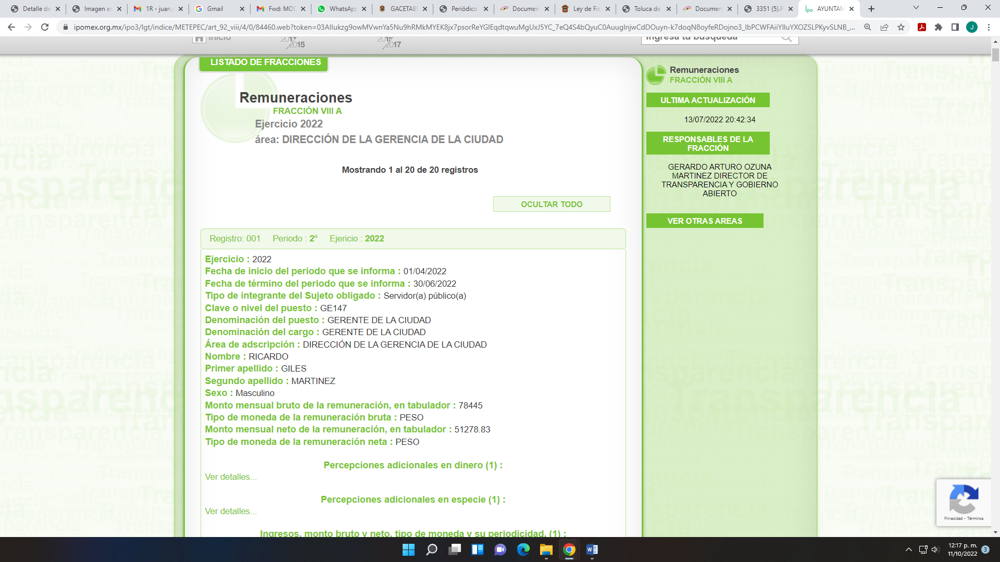 Detalle de
Imagen es
1R - juan.g
Gmail
Fwd: MOD
WhatsApp
GACETA89
Periódico
Document
Ley de Fis
Toluca de
Document
3351 (5).P
AYUNTAM
ipomex.org.mx/ipo3/lgt/indice/METEPEC/art_92_viii/4/0/84460.web?token=03AIIukzg9owMVwnYa5Nu9hRMkMYEK8jx7psorReYGlEqdtqwuMgUxJ5YC_7eQ4S4bQyuC0AuuglnjwCdDOuyn-k7doqN8oyfeRDojno3_IbPCWFAiiYIluYXOZSLPKyvSLNB_...
J
Inicio
2015
2017
Ingresa tu búsqueda
LISTADO DE FRACCIONES
Remuneraciones
FRACCIÓN VIII A
Ejercicio 2022
área: DIRECCIÓN DE LA GERENCIA DE LA CIUDAD
Mostrando 1 al 20 de 20 registros
OCULTAR TODO
Registro: 001 Periodo : 2º Ejericio : 2022
Ejercicio : 2022
Fecha de inicio del periodo que se informa : 01/04/2022
Fecha de término del periodo que se informa : 30/06/2022
Tipo de integrante del Sujeto obligado : Servidor(a) público(a)
Clave o nivel del puesto : GE147
Denominación del puesto : GERENTE DE LA CIUDAD
Denominación del cargo : GERENTE DE LA CIUDAD
Área de adscripción : DIRECCIÓN DE LA GERENCIA DE LA CIUDAD
Nombre : RICARDO
Primer apellido : GILES
Segundo apellido : MARTINEZ
Sexo : Masculino
Monto mensual bruto de la remuneración, en tabulador : 78445
Tipo de moneda de la remuneración bruta : PESO
Monto mensual neto de la remuneración, en tabulador : 51278.83
Tipo de moneda de la remuneración neta : PESO
Percepciones adicionales en dinero (1) :
Ver detalles...
Percepciones adicionales en especie (1) :
Ver detalles...
Ingresos, monto bruto y neto, tipo de moneda y su periodicidad, (1) :
Remuneraciones
FRACCIÓN VIII A
ULTIMA ACTUALIZACIÓN
13/07/2022 20:42:34
RESPONSABLES DE LA
FRACCIÓN
GERARDO ARTURO OZUNA
MARTINEZ DIRECTOR DE
TRANSPARENCIA Y GOBIERNO
ABIERTO
VER OTRAS AREAS
Privacidad - Términos
12:17 p. m.
11/10/2022
3